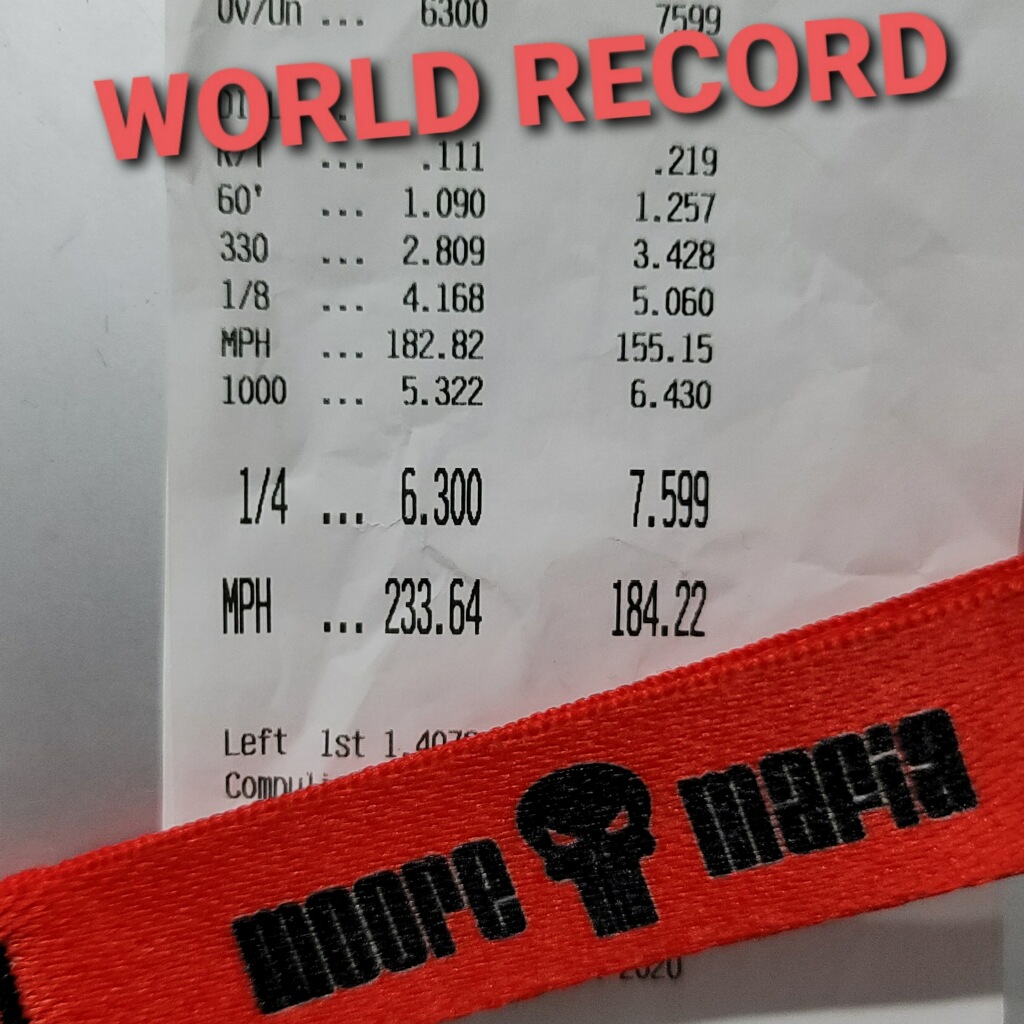 Ov/Un ... 6300 7599
WORLD RECORD
R/T ... .111 .219
60' ... 1.090 1.257
330 ... 2.809 3.428
1/8 ... 4.168 5.060
MPH ... 182.82 155.15
1000 ... 5.322 6.430
1/4 ... 6.300 7.599
MPH ... 233.64 184.22
Left 1st
moore mafia
2020